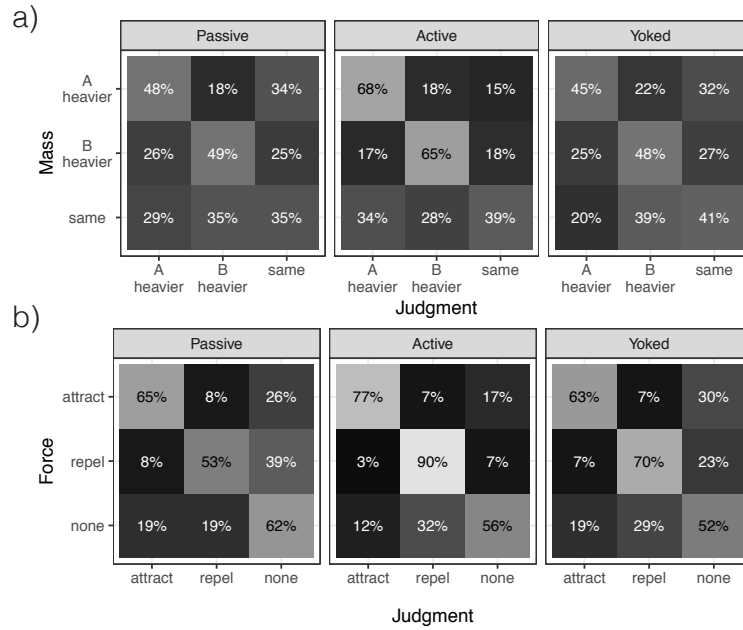 a)
Passive Active Yoked
Mass
A
heavier
48% 18% 34% 68% 18% 15% 45% 22% 32%
B
heavier
26% 49% 25% 17% 65% 18% 25% 48% 27%
same
29% 35% 35% 34% 28% 39% 20% 39% 41%
A B same A B same A B same
heavier heavier heavier heavier heavier heavier
Judgment
b)
Passive Active Yoked
Force
attract 65% 8% 26% 77% 7% 17% 63% 7% 30%
repel 8% 53% 39% 3% 90% 7% 7% 70% 23%
none 19% 19% 62% 12% 32% 56% 19% 29% 52%
attract repel none attract repel none attract repel none
Judgment